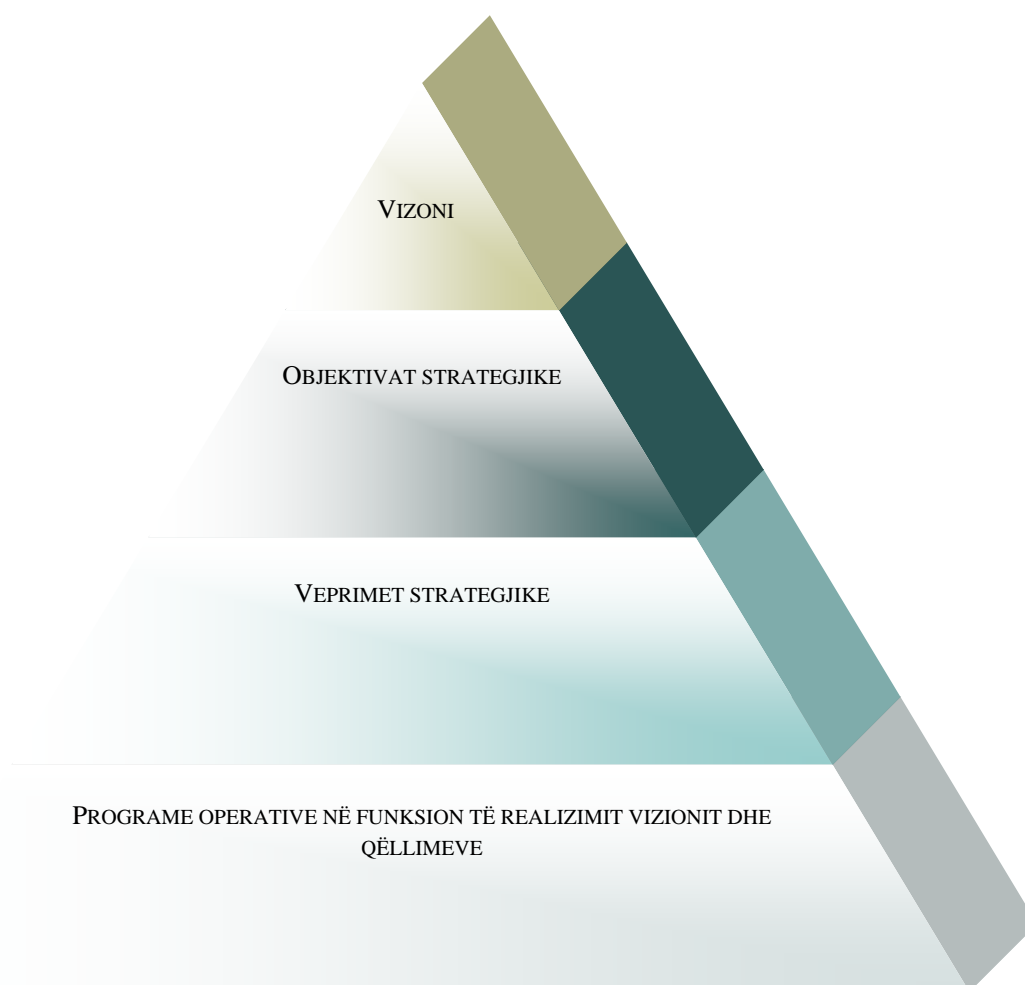 VIZONI
OBJEKTIVAT STRATEGJIKE
VEPRIMET STRATEGJIKE
PROGRAME OPERATIVE NË FUNKSION TË REALIZIMIT VIZIONIT DHE
QËLLIMEVE